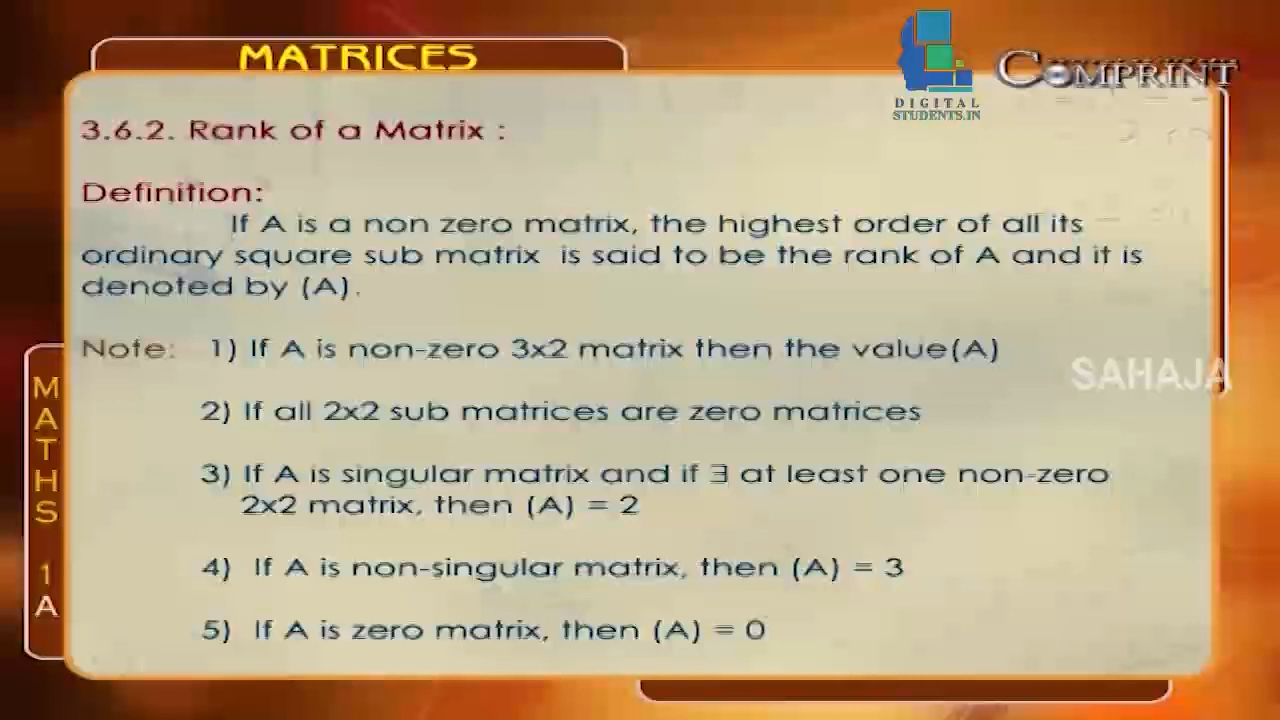 MATRICES
DIGITAL
STUDENTS.IN
COMPRINT
3.6.2. Rank of a Matrix :
Definition:
If A is a non zero matrix, the highest order of all its
ordinary square sub matrix is said to be the rank of A and it is
denoted by (A).
Note: 1) If A is non-zero 3x2 matrix then the value(A)
SAHAJA
2) If all 2x2 sub matrices are zero matrices
3) If A is singular matrix and if ∃ at least one non-zero
2x2 matrix, then (A) = 2
4) If A is non-singular matrix, then (A) = 3
5) If A is zero matrix, then (A) = 0
MATHS 1A